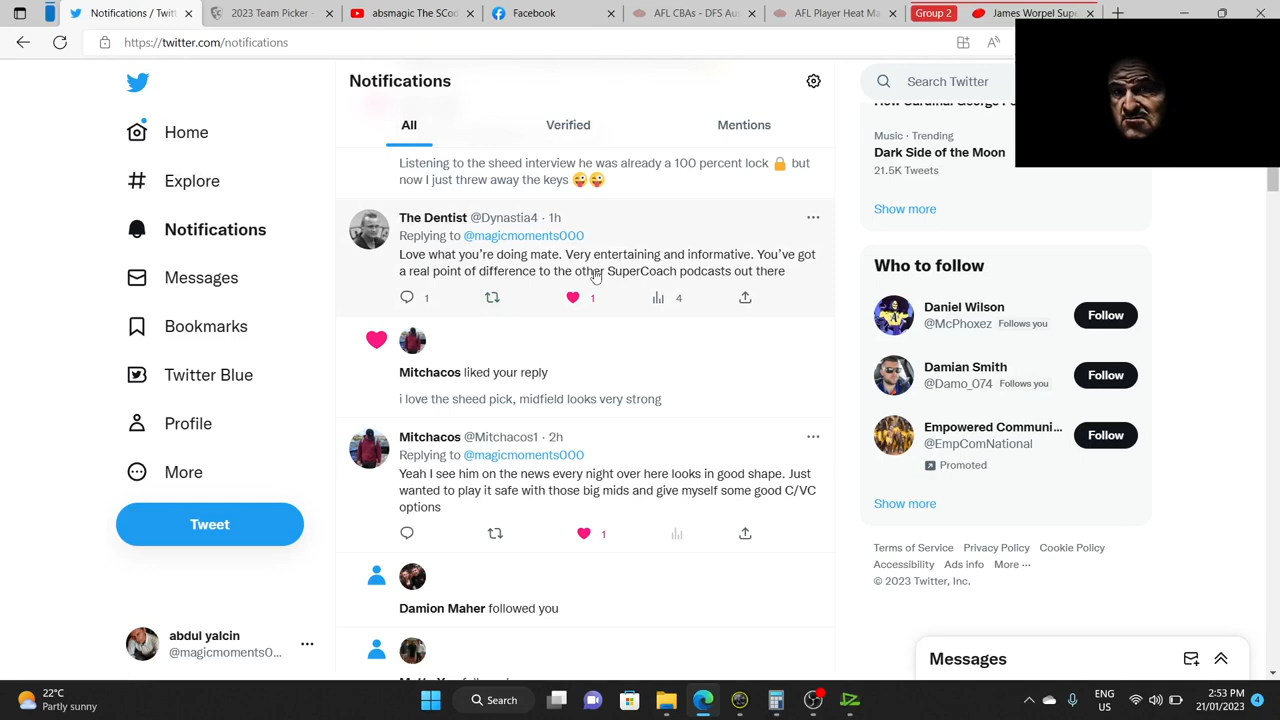 Notifications / Twit
2023 Team Picker -
absmagic The SCod
Facebook
AFL CBAs - DFS Aus
AFL Player Heat Ma
Group 2
James Worpel Supe
https://twitter.com/notifications
Home
Explore
Notifications
Messages
Bookmarks
Twitter Blue
Profile
More
Tweet
abdul yalcin
@magicmoments0...
Notifications
All
Verified
Mentions
Listening to the sheed interview he was already a 100 percent lock 🔒 but
now I just threw away the keys 😜😜
The Dentist @Dynastia4 · 1h
Replying to @magicmoments000
Love what you're doing mate. Very entertaining and informative. You've got
a real point of difference to the other SuperCoach podcasts out there
1
1
4
Mitchacos liked your reply
i love the sheed pick, midfield looks very strong
Mitchacos @Mitchacos1 · 2h
Replying to @magicmoments000
Yeah I see him on the news every night over here looks in good shape. Just
wanted to play it safe with those big mids and give myself some good C/VC
options
1
Damion Maher followed you
Search Twitter
How Cardinal George Pe
Music · Trending
Dark Side of the Moon
21.5K Tweets
Show more
Who to follow
Daniel Wilson
@McPhoxez Follows you
Follow
Damian Smith
@Damo_074 Follows you
Follow
Empowered Communi...
@EmpComNational
Follow
Promoted
Show more
Terms of Service Privacy Policy Cookie Policy
Accessibility Ads info More ...
© 2023 Twitter, Inc.
Messages
22°C
Partly sunny
Search
ENG
US
2:53 PM
21/01/2023
4